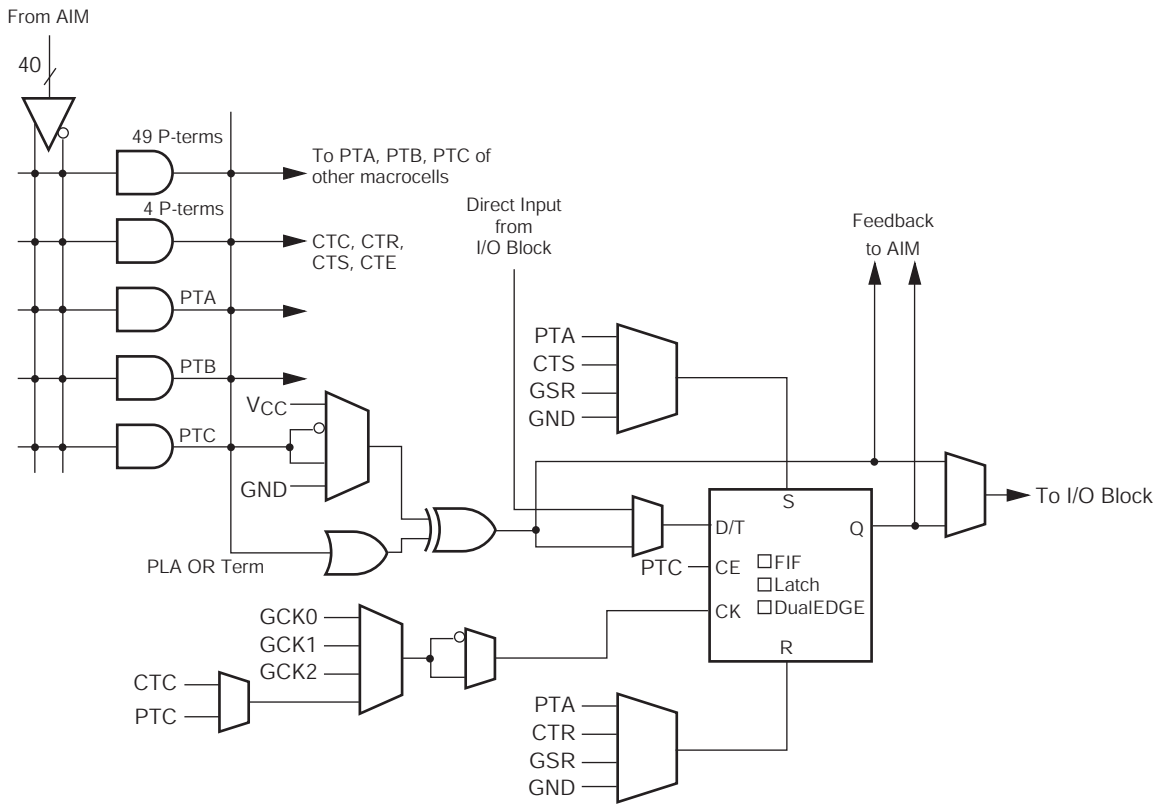 From AIM
40
49 P-terms
To PTA, PTB, PTC of
other macrocells
4 P-terms
CTC, CTR,
CTS, CTE
PTA
PTB
PTC
Direct Input
from
I/O Block
Feedback
to AIM
PTA
CTS
GSR
GND
VCC
GND
PLA OR Term
To I/O Block
S
D/T
Q
PTC
CE
FIF
Latch
DualEDGE
CK
R
GCK0
GCK1
GCK2
CTC
PTC
PTA
CTR
GSR
GND